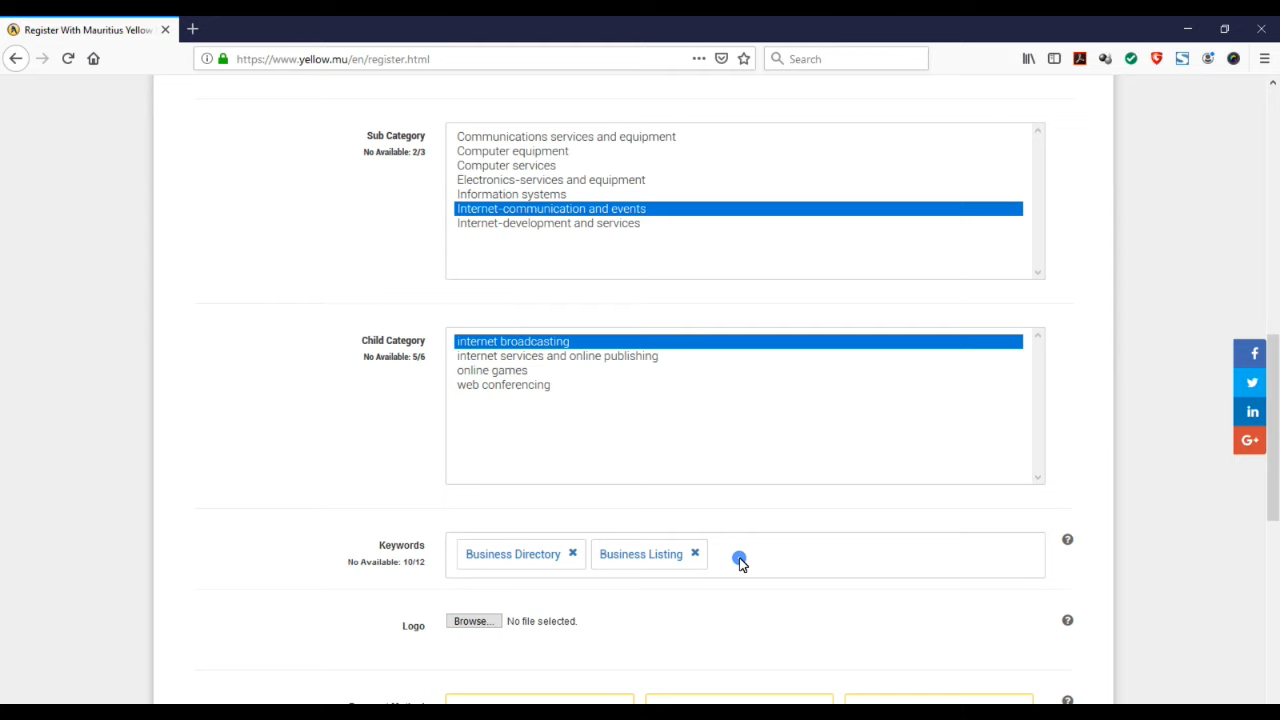 Register With Mauritius Yellow
https://www.yellow.mu/en/register.html
Search
Sub Category
No Available: 2/3
Communications services and equipment
Computer equipment
Computer services
Electronics-services and equipment
Information systems
Internet-communication and events
Internet-development and services
Child Category
No Available: 5/6
internet broadcasting
internet services and online publishing
online games
web conferencing
Keywords
No Available: 10/12
Business Directory
Business Listing
Logo
Browse...
No file selected.
f
in
G+